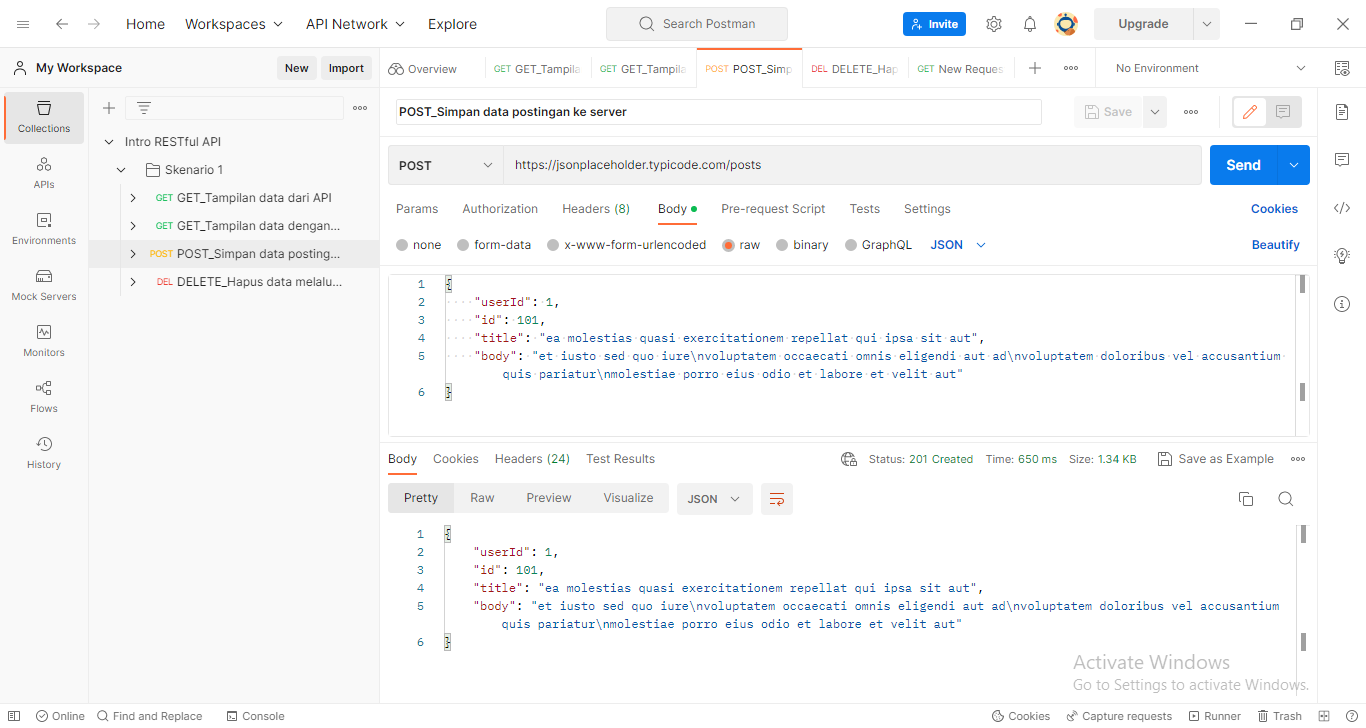 Home Workspaces API Network Explore Search Postman Invite Upgrade
My Workspace New Import Overview GET GET_Tampila GET GET_Tampila POST POST_Simp DEL DELETE_Hap GET New Reques No Environment
Collections
APIs
Environments
Mock Servers
Monitors
Flows
History
Intro RESTful API
Skenario 1
GET GET_Tampilan data dari API
GET GET_Tampilan data dengan...
POST POST_Simpan data posting...
DEL DELETE_Hapus data melalu...
POST_Simpan data postingan ke server Save
POST https://jsonplaceholder.typicode.com/posts Send
Params Authorization Headers (8) Body Pre-request Script Tests Settings Cookies
none form-data x-www-form-urlencoded raw binary GraphQL JSON Beautify
1 {
2 "userId": 1,
3 "id": 101,
4 "title": "ea molestias quasi exercitationem repellat qui ipsa sit aut",
5 "body": "et iusto sed quo iure\nvoluptatem occaecati omnis eligendi aut ad\nvoluptatem doloribus vel accusantium
quis pariatur\nmolestiae porro eius odio et labore et velit aut"
6 }
Body Cookies Headers (24) Test Results Status: 201 Created Time: 650 ms Size: 1.34 KB Save as Example
Pretty Raw Preview Visualize JSON
1 {
2 "userId": 1,
3 "id": 101,
4 "title": "ea molestias quasi exercitationem repellat qui ipsa sit aut",
5 "body": "et iusto sed quo iure\nvoluptatem occaecati omnis eligendi aut ad\nvoluptatem doloribus vel accusantium
quis pariatur\nmolestiae porro eius odio et labore et velit aut"
6 }
Activate Windows
Go to Settings to activate Windows.
Online Find and Replace Console Cookies Capture requests Runner Trash